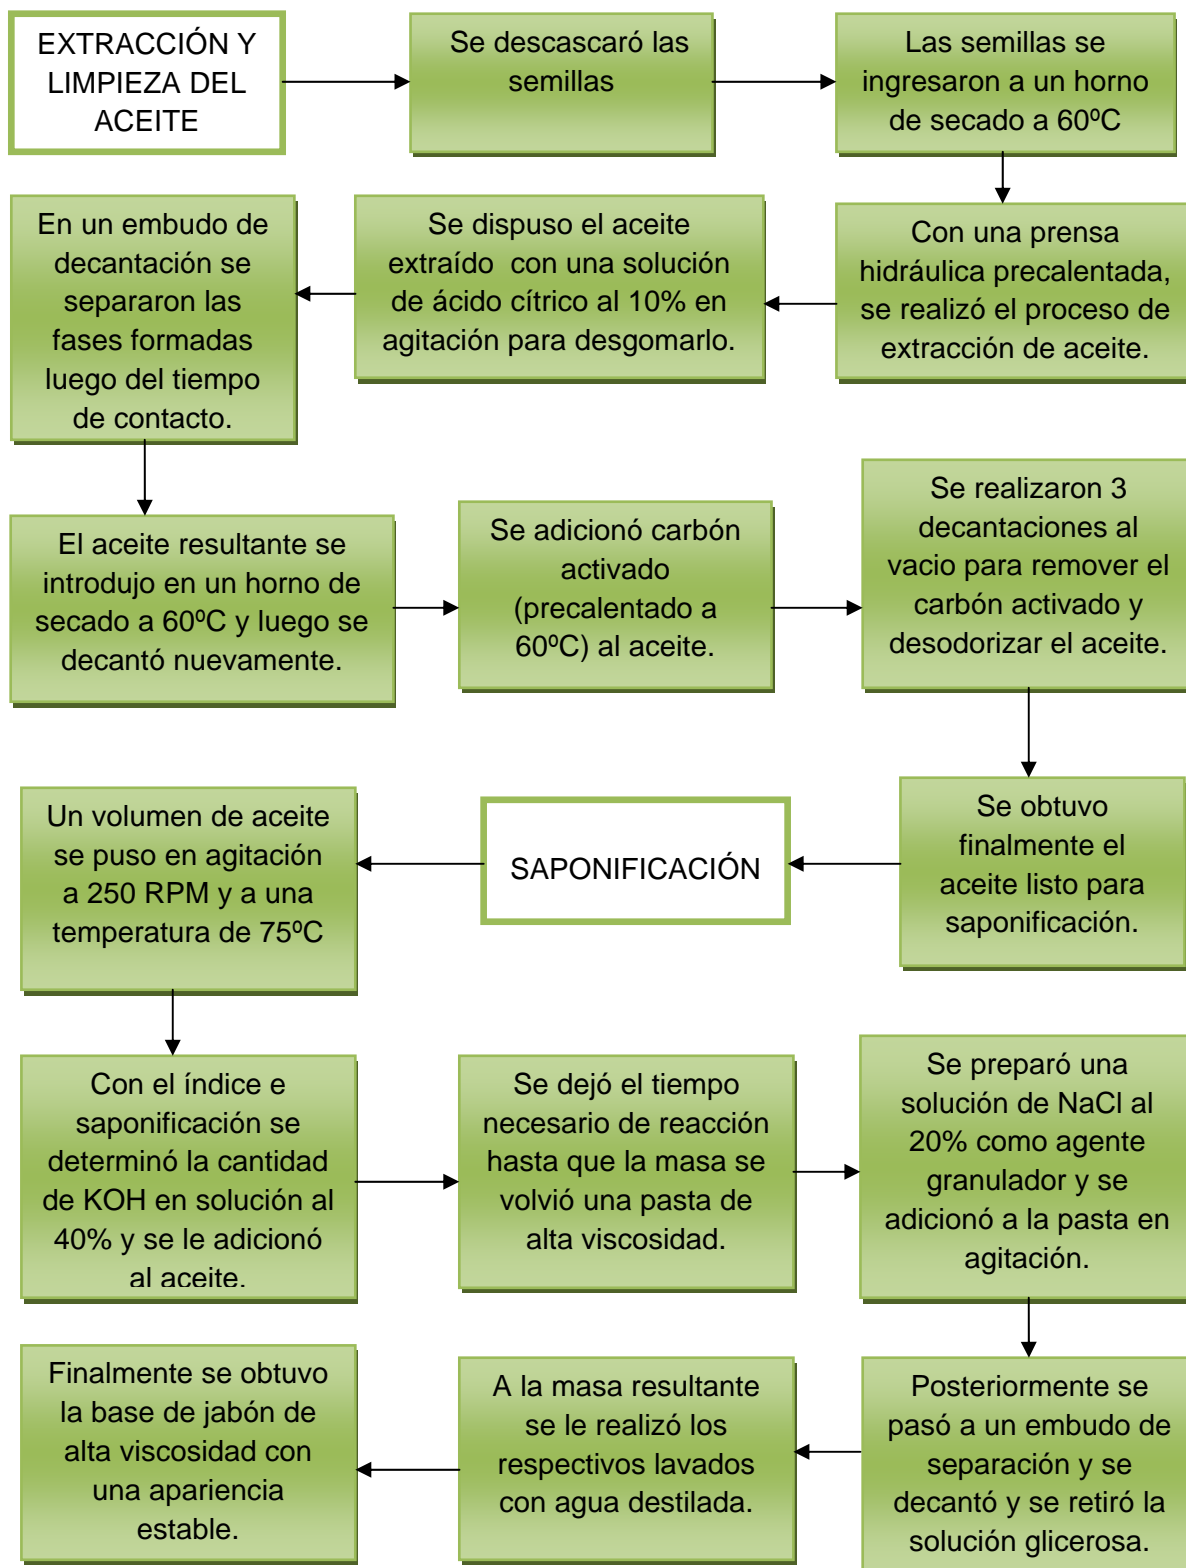 EXTRACCIÓN Y
LIMPIEZA DEL
ACEITE
Se descascaró las
semillas
Las semillas se
ingresaron a un horno
de secado a 60ºC
Con una prensa
hidráulica precalentada,
se realizó el proceso de
extracción de aceite.
Se dispuso el aceite
extraído con una solución
de ácido cítrico al 10% en
agitación para desgomarlo.
En un embudo de
decantación se
separaron las
fases formadas
luego del tiempo
de contacto.
El aceite resultante se
introdujo en un horno de
secado a 60ºC y luego se
decantó nuevamente.
Se adicionó carbón
activado
(precalentado a
60ºC) al aceite.
Se realizaron 3
decantaciones al
vacio para remover el
carbón activado y
desodorizar el aceite.
Se obtuvo
finalmente el
aceite listo para
saponificación.
SAPONIFICACIÓN
Un volumen de aceite
se puso en agitación
a 250 RPM y a una
temperatura de 75ºC
Con el índice e
saponificación se
determinó la cantidad
de KOH en solución al
40% y se le adicionó
al aceite.
Se dejó el tiempo
necesario de reacción
hasta que la masa se
volvió una pasta de
alta viscosidad.
Se preparó una
solución de NaCl al
20% como agente
granulador y se
adicionó a la pasta en
agitación.
Posteriormente se
pasó a un embudo de
separación y se
decantó y se retiró la
solución glicerosa.
A la masa resultante
se le realizó los
respectivos lavados
con agua destilada.
Finalmente se obtuvo
la base de jabón de
alta viscosidad con
una apariencia
estable.